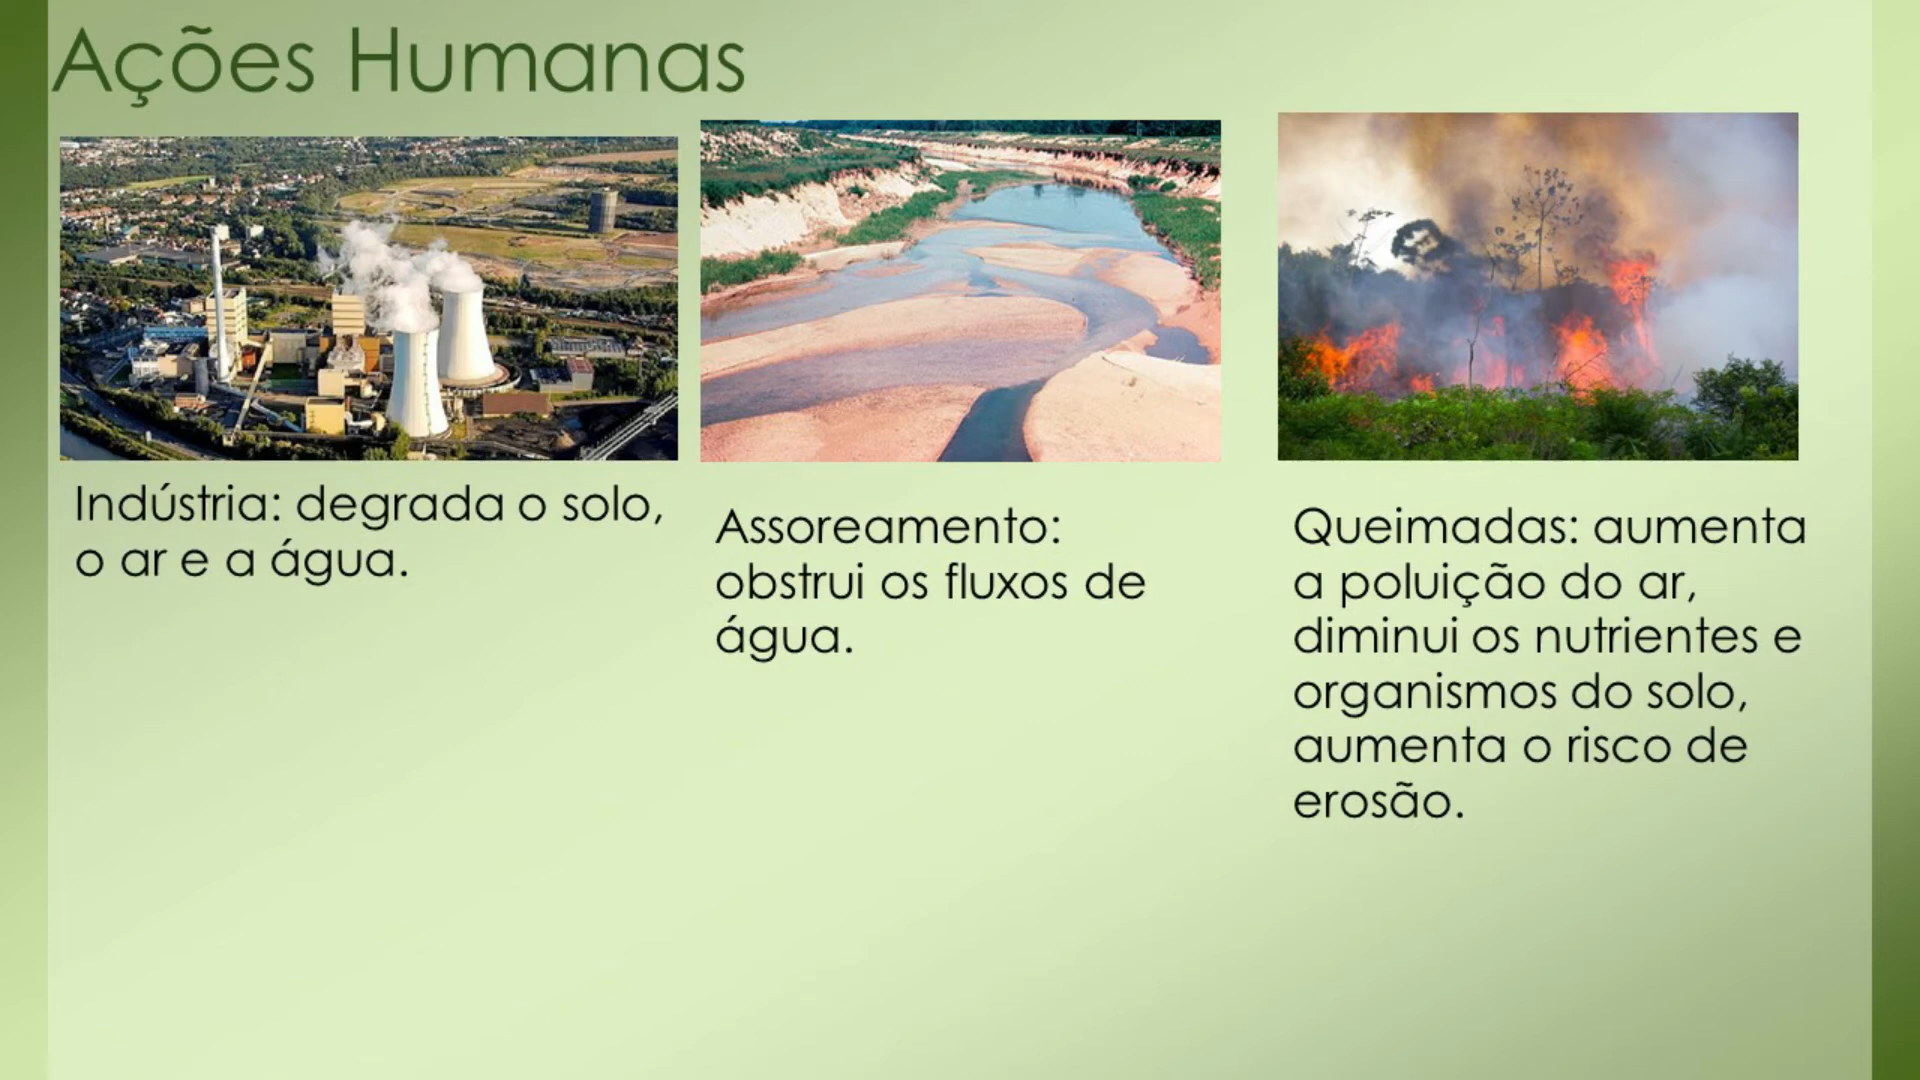 Ações Humanas
Indústria: degrada o solo,
o ar e a água.
Assoreamento:
obstrui os fluxos de
água.
Queimadas: aumenta
a poluição do ar,
diminui os nutrientes e
organismos do solo,
aumenta o risco de
erosão.